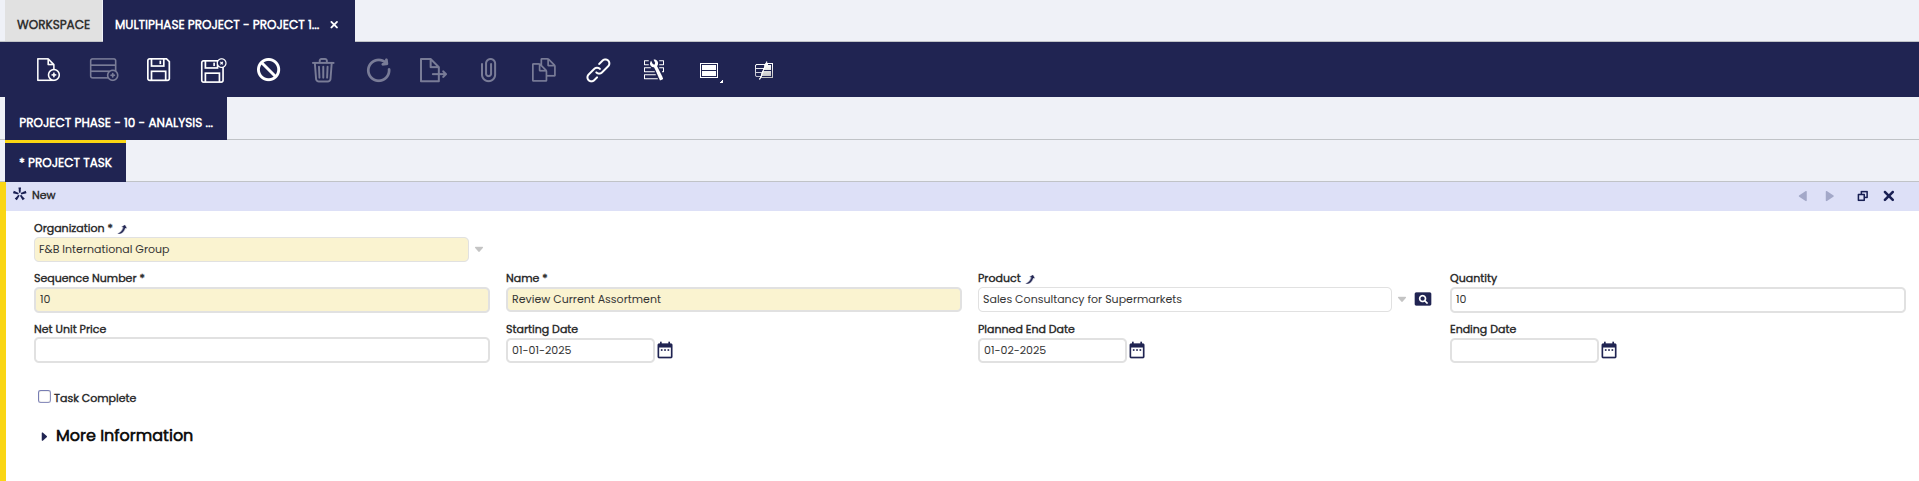 WORKSPACE
MULTIPHASE PROJECT - PROJECT 1...
PROJECT PHASE - 10 - ANALYSIS ...
* PROJECT TASK
New
Organization *
F&B International Group
Sequence Number *
10
Name *
Review Current Assortment
Product
Sales Consultancy for Supermarkets
Quantity
10
Net Unit Price
Starting Date
01-01-2025
Planned End Date
01-02-2025
Ending Date
Task Complete
More Information